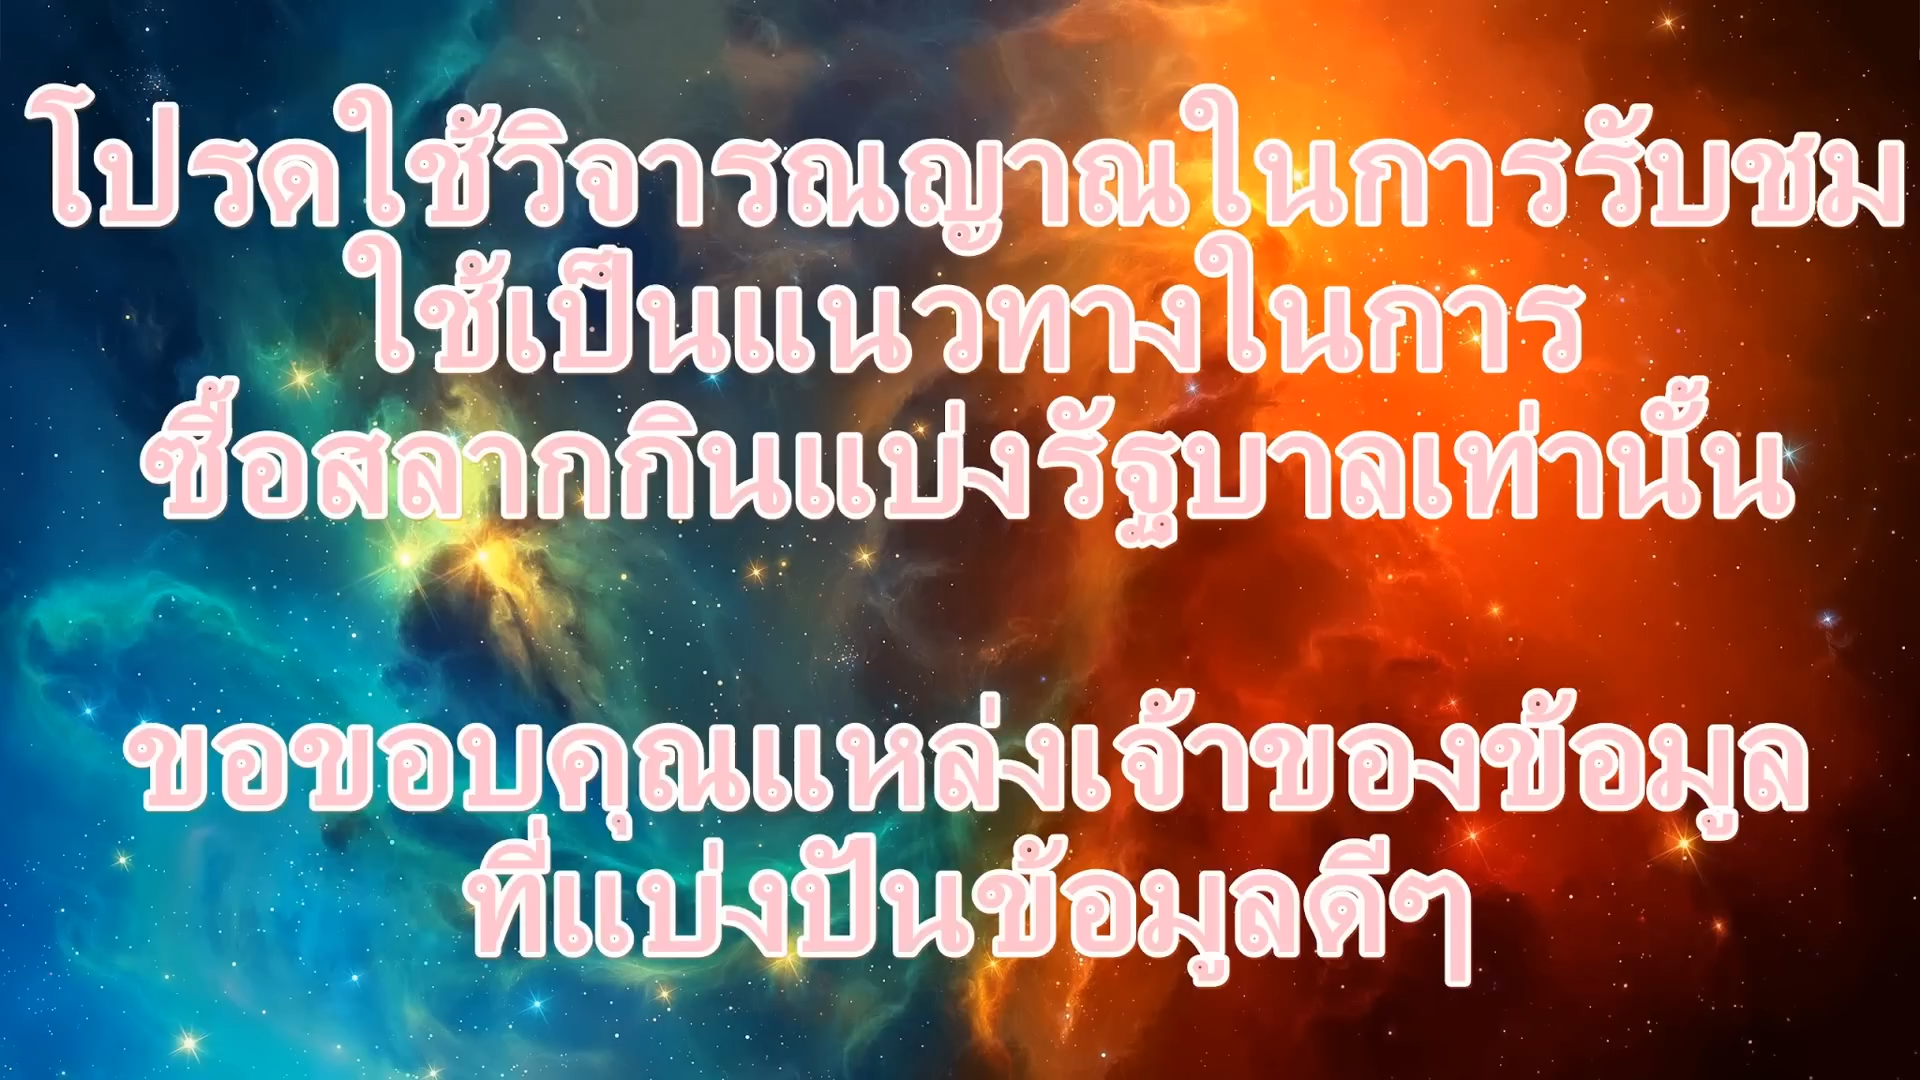 โปรดใช้วิจารณญาณในการรับชม
ใช้เป็นแนวทางในการ
ซื้อสลากกินแบ่งรัฐบาลเท่านั้น
ขอขอบคุณแหล่งเจ้าของข้อมูล
ที่แบ่งปันข้อมูลดีๆ